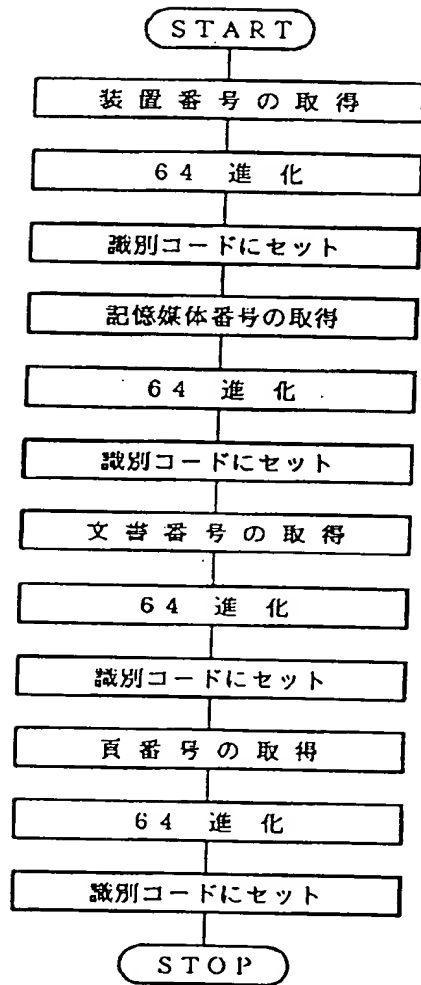 START
装置番号の取得
64進化
識別コードにセット
記憶媒体番号の取得
64進化
識別コードにセット
文書番号の取得
64進化
識別コードにセット
頁番号の取得
64進化
識別コードにセット
STOP